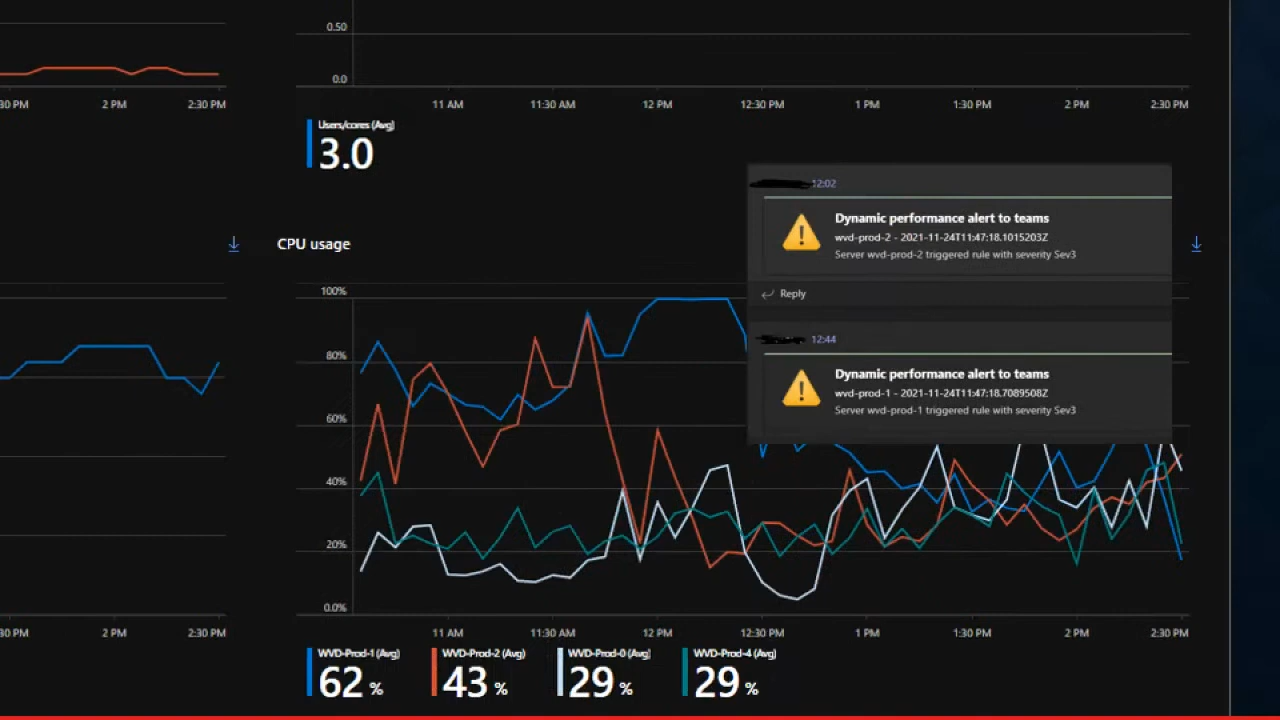 0.50
0.0
30 PM 2 PM 2:30 PM
11 AM 11:30 AM 12 PM 12:30 PM 1 PM 1:30 PM 2 PM 2:30 PM
Users/cores (Avg)
3.0
12:02
Dynamic performance alert to teams
wvd-prod-2 - 2021-11-24T11:47:18.1015203Z
Server wvd-prod-2 triggered rule with severity Sev3
Reply
12:44
Dynamic performance alert to teams
wvd-prod-1 - 2021-11-24T11:47:18.7089508Z
Server wvd-prod-1 triggered rule with severity Sev3
CPU usage
100%
80%
60%
40%
20%
0.0%
30 PM 2 PM 2:30 PM
11 AM 11:30 AM 12 PM 12:30 PM 1 PM 1:30 PM 2 PM 2:30 PM
WVD-Prod-1 (Avg) WVD-Prod-2 (Avg) WVD-Prod-0 (Avg) WVD-Prod-4 (Avg)
62 % 43 % 29 % 29 %